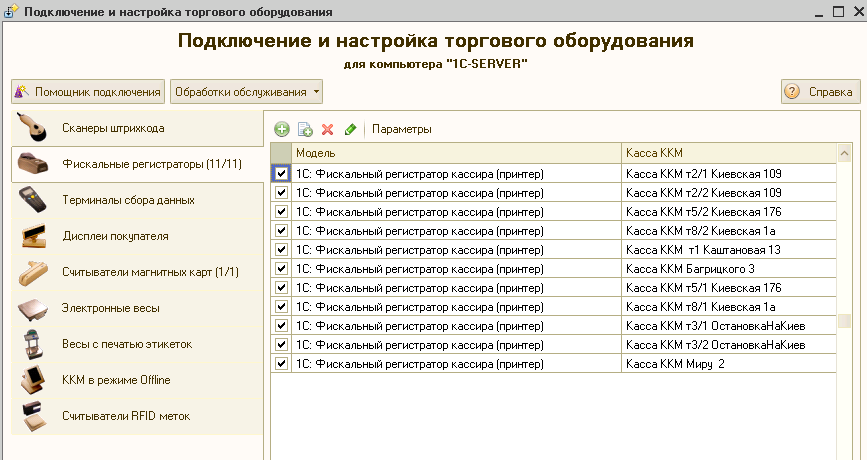 Подключение и настройка торгового оборудования
Подключение и настройка торгового оборудования
для компьютера "1C-SERVER"
Помощник подключения
Обработки обслуживания
Справка
Сканеры штрихкода
Фискальные регистраторы (11/11)
Терминалы сбора данных
Дисплеи покупателя
Считыватели магнитных карт (1/1)
Электронные весы
Весы с печатью этикеток
ККМ в режиме Offline
Считыватели RFID меток
Параметры
Модель Касса ККМ
1С: Фискальный регистратор кассира (принтер) Касса ККМ т2/1 Киевская 109
1С: Фискальный регистратор кассира (принтер) Касса ККМ т2/2 Киевская 109
1С: Фискальный регистратор кассира (принтер) Касса ККМ т5/2 Киевская 176
1С: Фискальный регистратор кассира (принтер) Касса ККМ т8/2 Киевская 1а
1С: Фискальный регистратор кассира (принтер) Касса ККМ т1 Каштановая 13
1С: Фискальный регистратор кассира (принтер) Касса ККМ Багрицкого 3
1С: Фискальный регистратор кассира (принтер) Касса ККМ т5/1 Киевская 176
1С: Фискальный регистратор кассира (принтер) Касса ККМ т8/1 Киевская 1а
1С: Фискальный регистратор кассира (принтер) Касса ККМ т3/1 ОстановкаНаКиев
1С: Фискальный регистратор кассира (принтер) Касса ККМ т3/2 ОстановкаНаКиев
1С: Фискальный регистратор кассира (принтер) Касса ККМ Миру 2